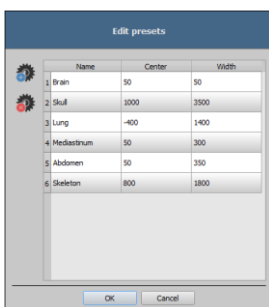 Edit presets
Name Center Width
1 Brain 50 50
2 Skull 1000 3500
3 Lung -400 1400
4 Mediastinum 50 300
5 Abdomen 50 350
6 Skeleton 800 1800
OK Cancel